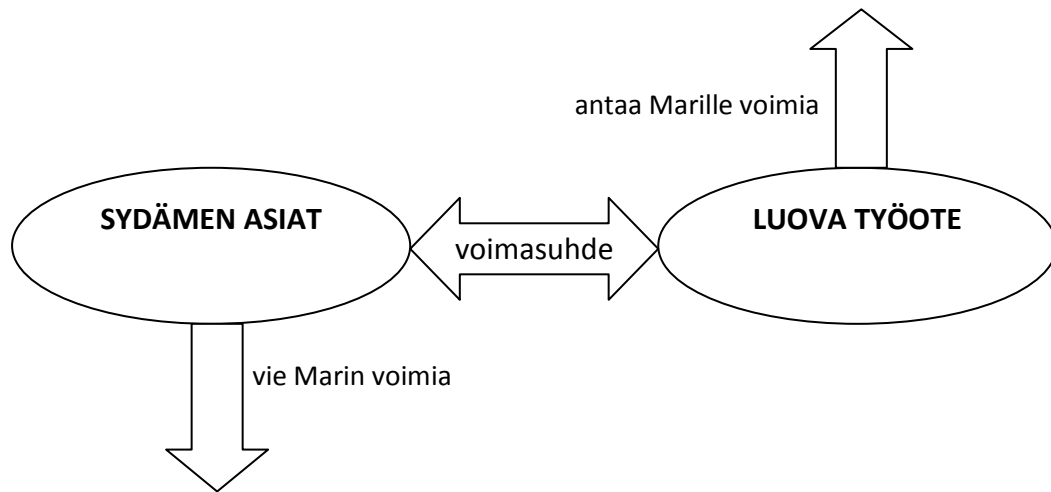 antaa Marille voimia
SYDÄMEN ASIAT
voimasuhde
LUOVA TYÖOTE
vie Marin voimia